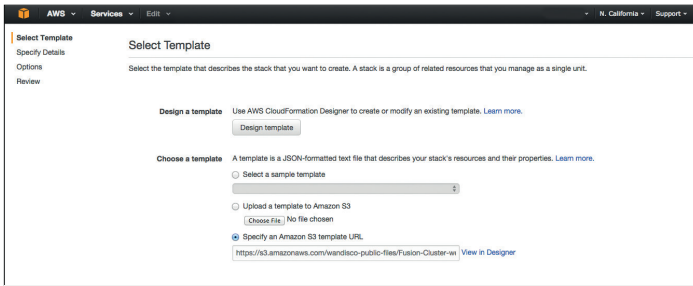 AWS Services Edit N. California Support
Select Template
Specify Details
Options
Review
Select Template
Select the template that describes the stack that you want to create. A stack is a group of related resources that you manage as a single unit.
Design a template Use AWS CloudFormation Designer to create or modify an existing template. Learn more.
Design template
Choose a template A template is a JSON-formatted text file that describes your stack's resources and their properties. Learn more.
Select a sample template
Upload a template to Amazon S3
Choose File No file chosen
Specify an Amazon S3 template URL
https://s3.amazonaws.com/wandisco-public-files/Fusion-Cluster-w View in Designer